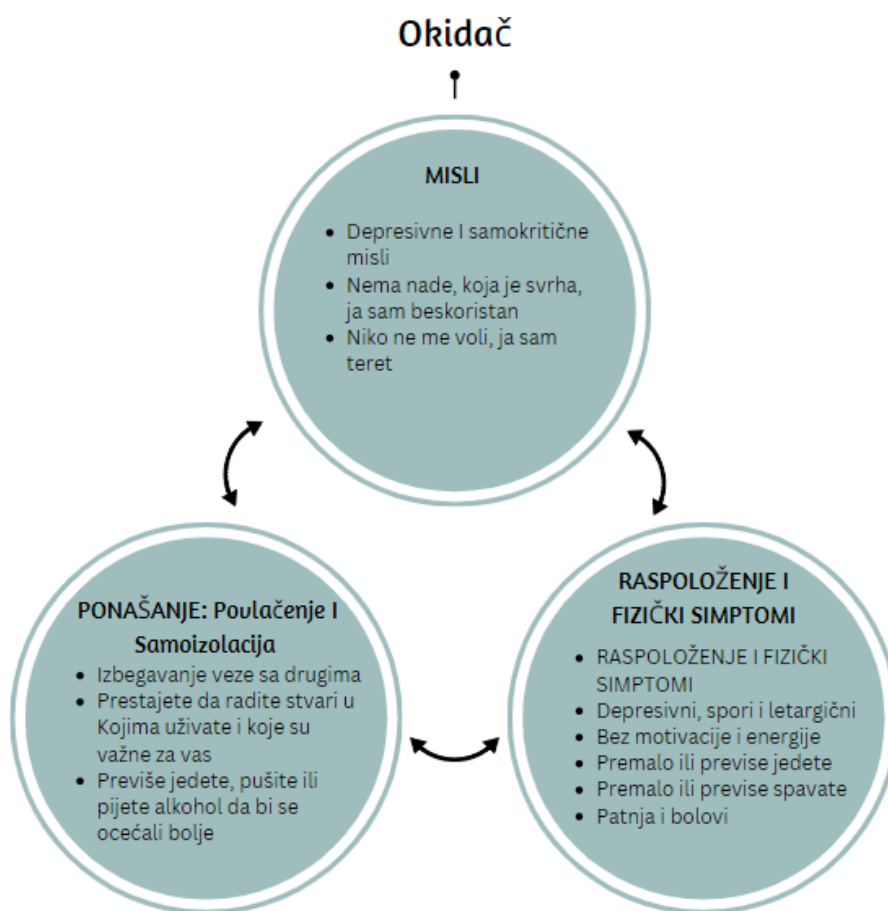 Okidač
MISLI
• Depresivne I samokritične
misli
• Nema nade, koja je svrha,
ja sam beskoristan
• Niko ne me voli, ja sam
teret
PONAŠANJE: Povlačenje I
Samoizolacija
• Izbegavanje veze sa drugima
• Prestajete da radite stvari u
Kojima uživate i koje su
važne za vas
• Previše jedete, pušite ili
pijete alkohol da bi se
ocećali bolje
RASPOLOŽENJE I
FIZIČKI SIMPTOMI
• RASPOLOŽENJE I FIZIČKI
SIMPTOMI
• Depresivni, spori i letargični
• Bez motivacije i energije
• Premalo ili previse jedete
• Premalo ili previse spavate
• Patnja i bolovi